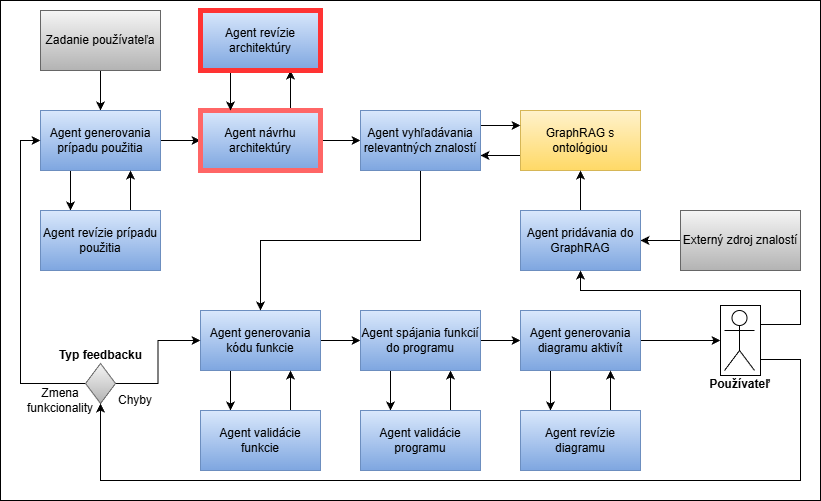 Zadanie používateľa
Agent revízie
architektúry
Agent generovania
prípadu použitia
Agent návrhu
architektúry
Agent vyhľadávania
relevantných znalostí
GraphRAG s
ontológiou
Agent revízie prípadu
použitia
Agent pridávania do
GraphRAG
Externý zdroj znalostí
Agent generovania
kódu funkcie
Agent spájania funkcií
do programu
Agent generovania
diagramu aktivít
Používateľ
Typ feedbacku
Zmena
funkcionality
Chyby
Agent validácie
funkcie
Agent validácie
programu
Agent revízie
diagramu